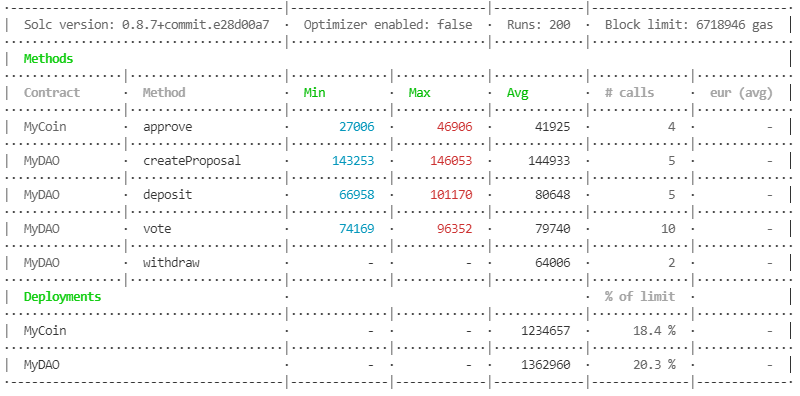 Solc version: 0.8.7+commit.e28d00a7 · Optimizer enabled: false · Runs: 200 · Block limit: 6718946 gas
Methods
Contract · Method · Min · Max · Avg · # calls · eur (avg)
MyCoin · approve · 27006 · 46906 · 41925 · 4 · -
MyDAO · createProposal · 143253 · 146053 · 144933 · 5 · -
MyDAO · deposit · 66958 · 101170 · 80648 · 5 · -
MyDAO · vote · 74169 · 96352 · 79740 · 10 · -
MyDAO · withdraw · - · - · 64006 · 2 · -
Deployments · · % of limit ·
MyCoin · - · - · 1234657 · 18.4 % · -
MyDAO · - · - · 1362960 · 20.3 % · -